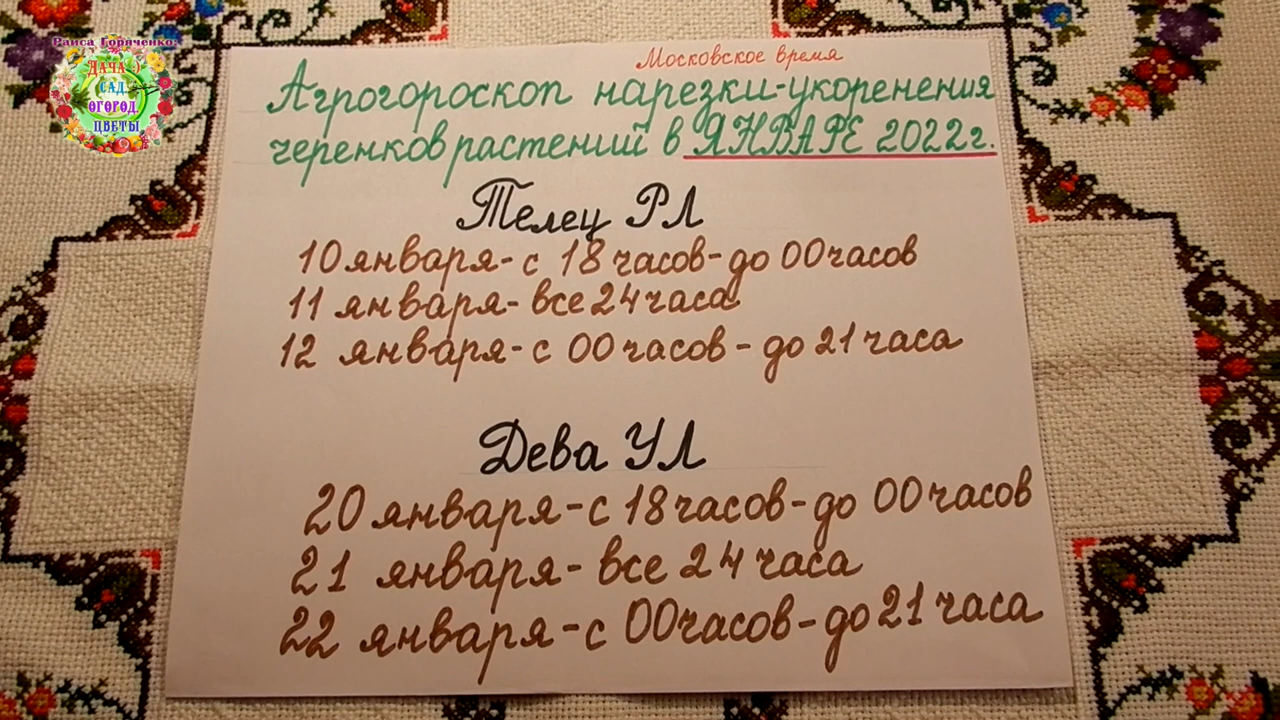 Раиса Горяченко:
ДАЧА
САД
ОГОРОД
ЦВЕТЫ
Московское время
Агрогороскоп нарезки-укоренения
черенков растений в ЯНВАРЕ 2022г.
Телец РЛ
10 января - с 18 часов - до 00 часов
11 января - все 24 часа
12 января - с 00 часов - до 21 часа
Дева УЛ
20 января - с 18 часов - до 00 часов
21 января - все 24 часа
22 января - с 00 часов - до 21 часа